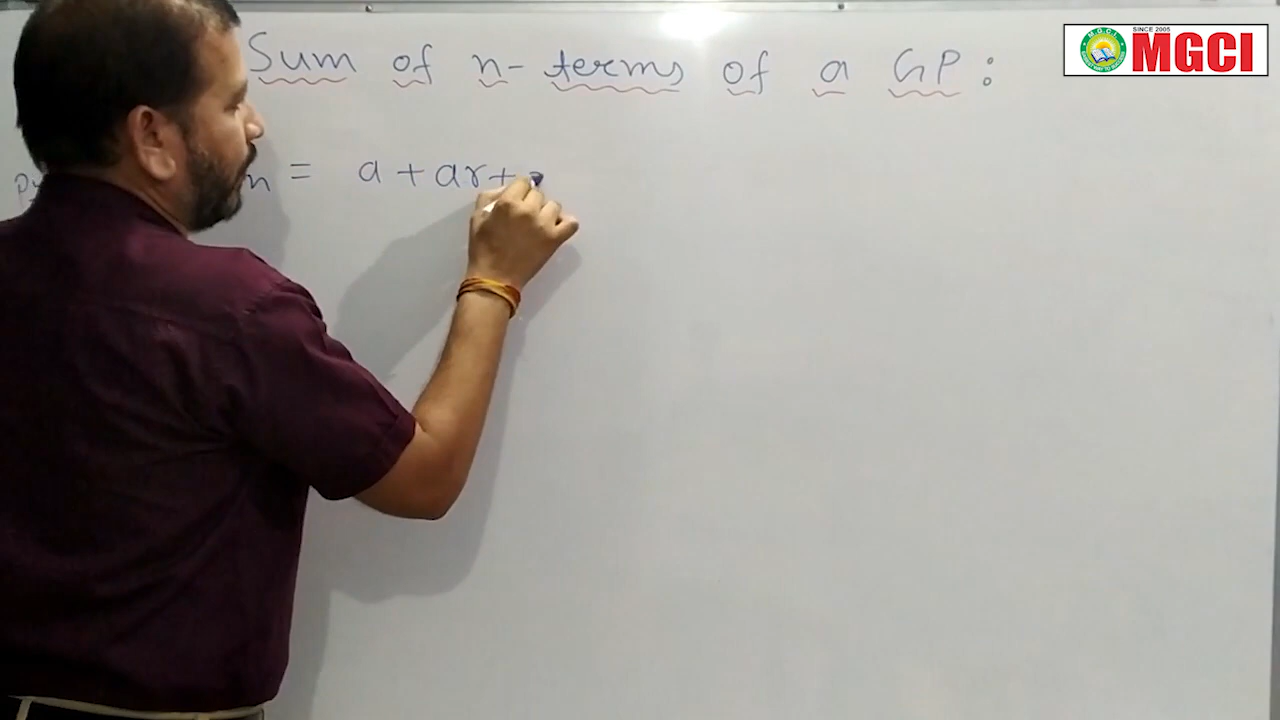 Sum of n- terms of a GP:
SINCE 2005
MGCI
n = a + ar +